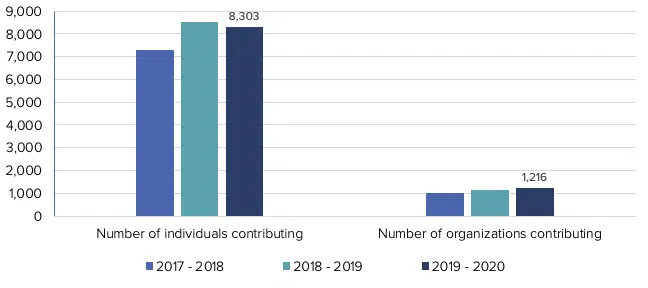 9,000
8,000
7,000
6,000
5,000
4,000
3,000
2,000
1,000
0
8,303
1,216
Number of individuals contributing
Number of organizations contributing
2017 - 2018
2018 - 2019
2019 - 2020